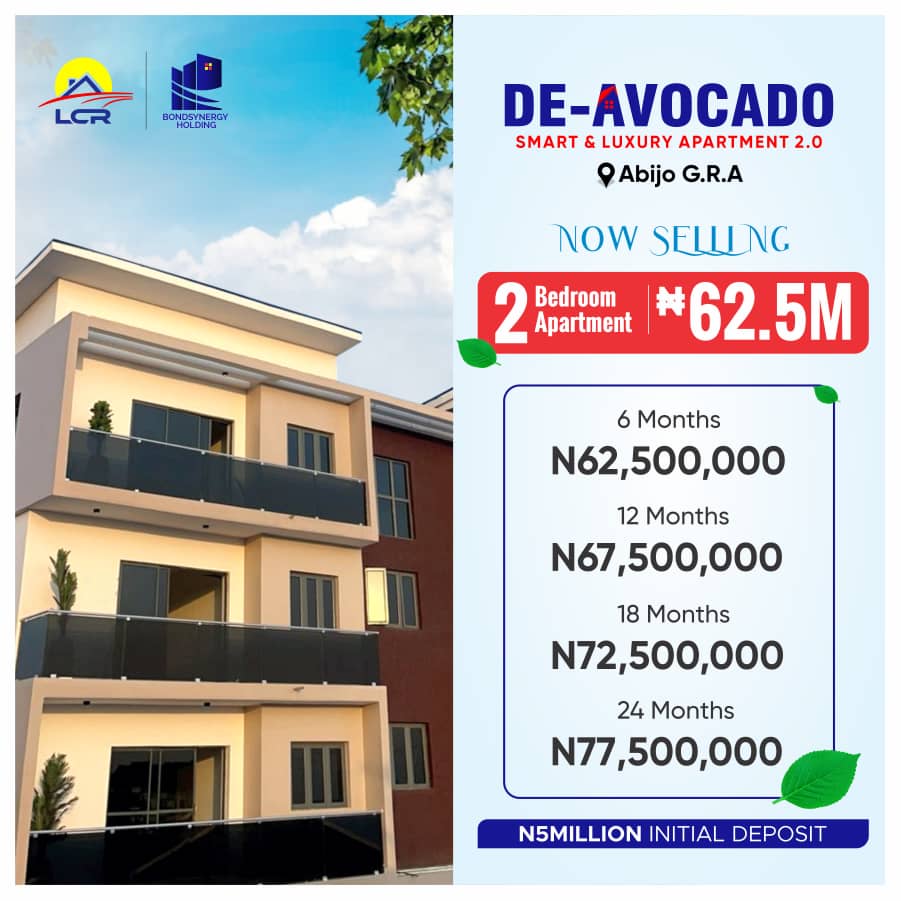 LCR
BONDSYNERGY
HOLDING
DE-AVOCADO
SMART & LUXURY APARTMENT 2.0
Abijo G.R.A
NOW SELLING
2 Bedroom
Apartment
₦62.5M
6 Months
N62,500,000
12 Months
N67,500,000
18 Months
N72,500,000
24 Months
N77,500,000
N5MILLION INITIAL DEPOSIT